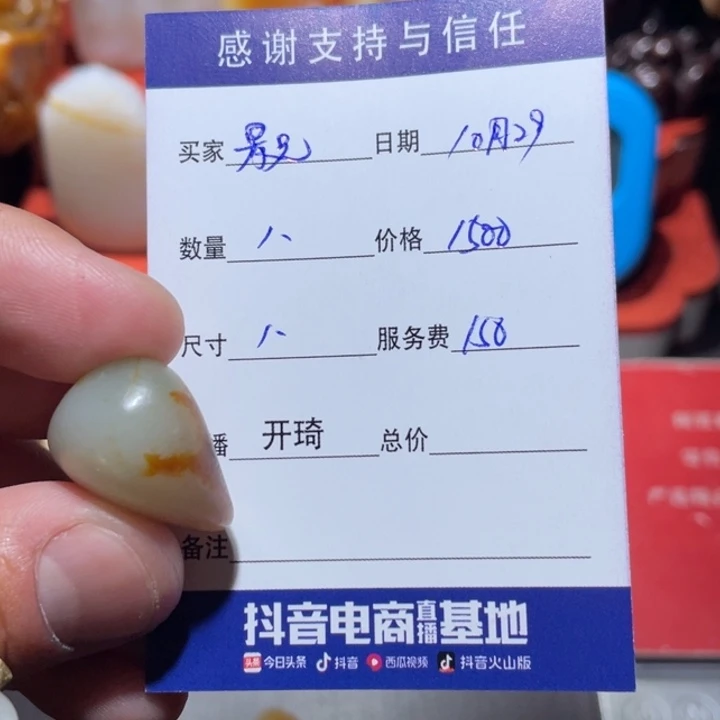 感谢支持与信任
买家 日期 10月29
数量 价格 1500
尺寸 服务费 150
播 开琦 总价
备注
抖音电商直播基地
头条 今日头条 抖音 西瓜视频 抖音火山版